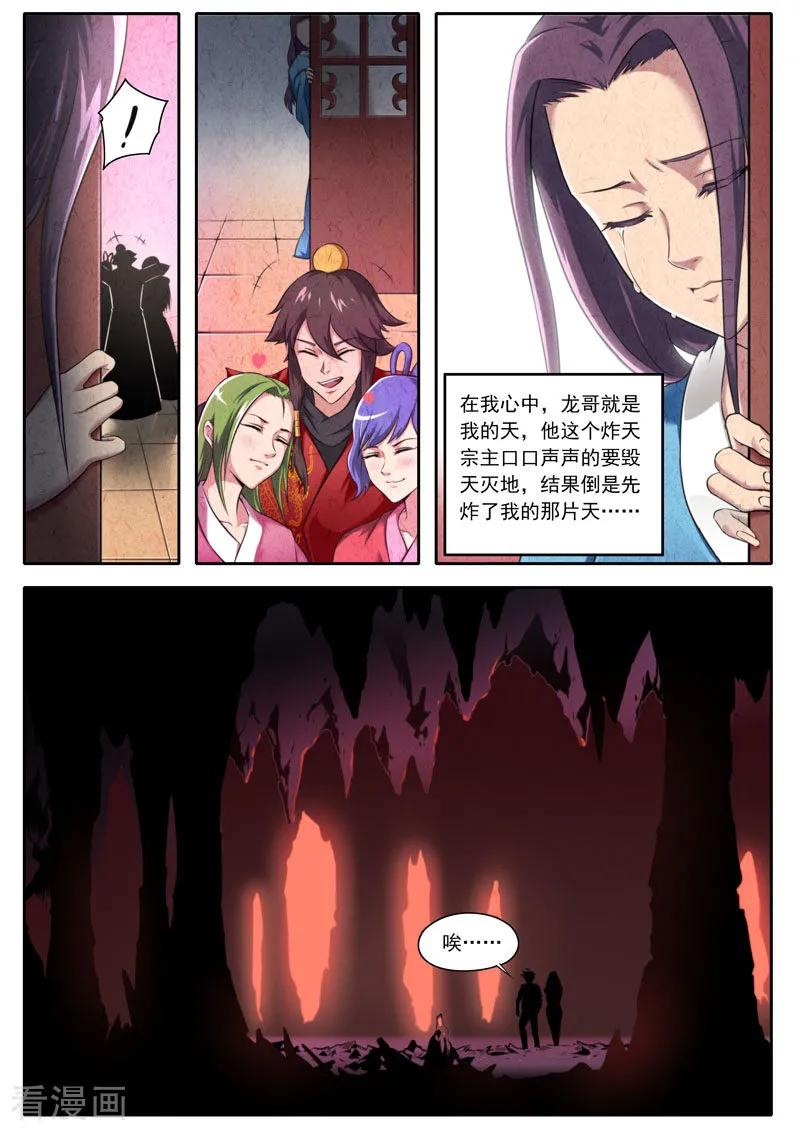 !
在我心中，龙哥就是
我的天，他这个炸天
宗主口口声声的要毁
天灭地，结果倒是先
炸了我的那片天……
唉……
看漫画